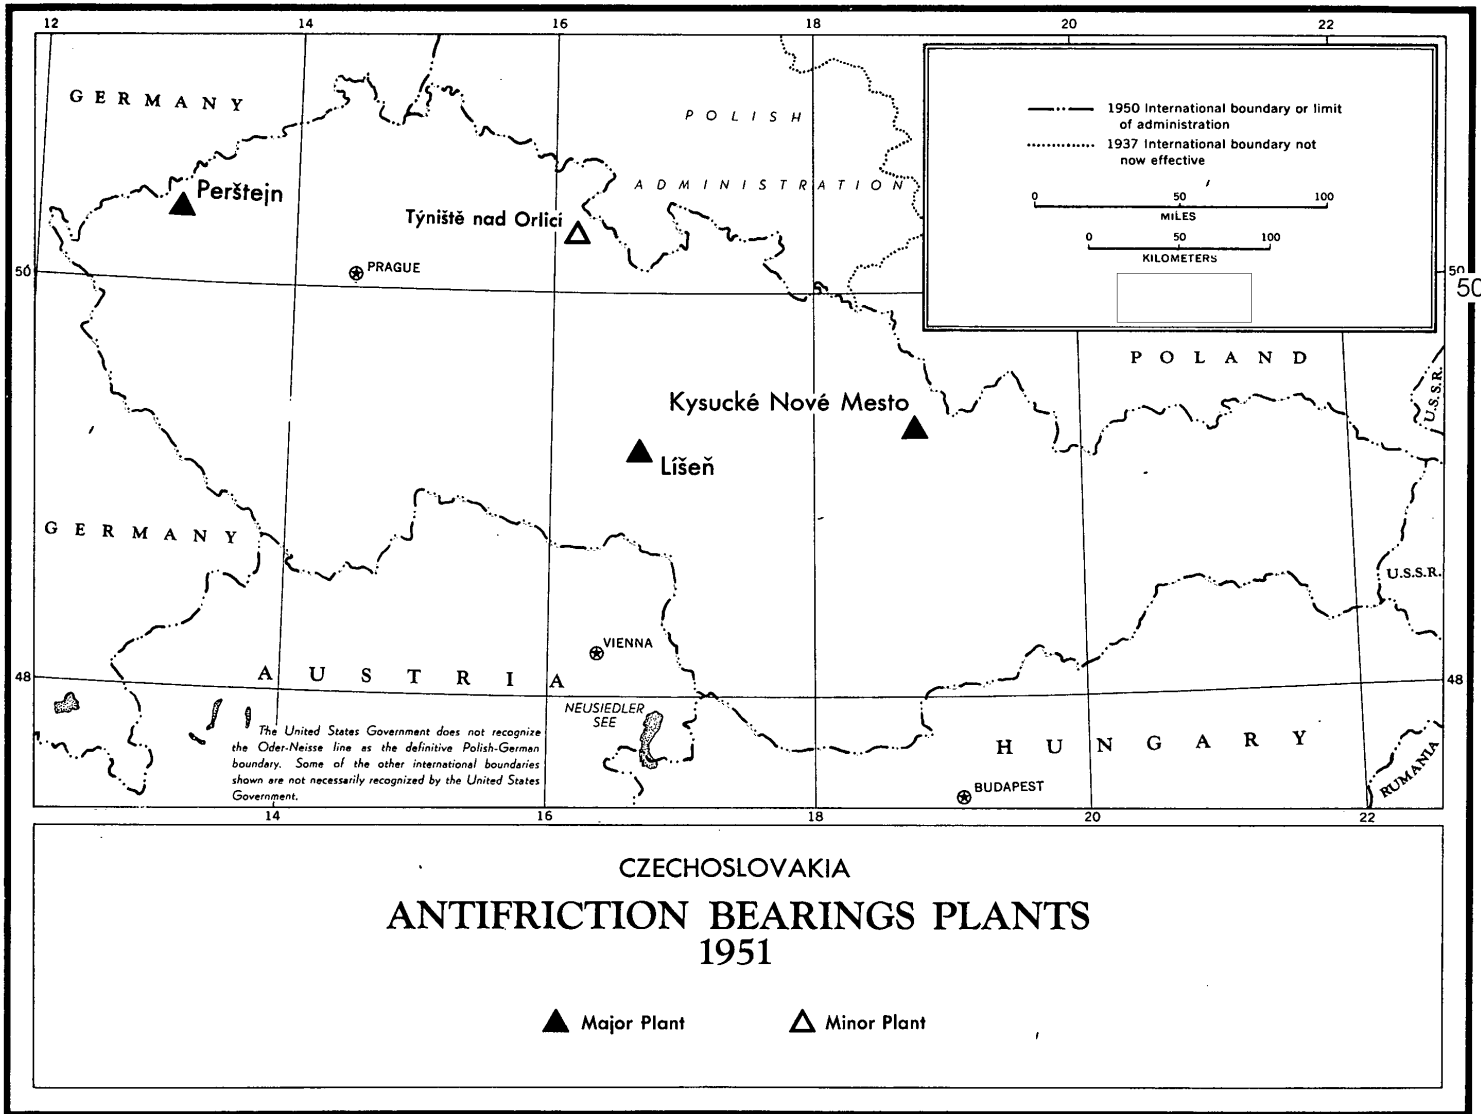 12 14 16 18 20 22
GERMANY
POLISH
ADMINISTRATION
1950 International boundary or limit
of administration
1937 International boundary not
now effective
0 50 100
MILES
0 50 100
KILOMETERS
Perštejn
Týniště nad Orlicí
PRAGUE
50 50
50
POLAND
U.S.S.R.
Kysucké Nové Mesto
Líšeň
GERMANY
U.S.S.R.
VIENNA
AUSTRIA
48 48
NEUSIEDLER
SEE
The United States Government does not recognize
the Oder-Neisse line as the definitive Polish-German
boundary. Some of the other international boundaries
shown are not necessarily recognized by the United States
Government.
HUNGARY
RUMANIA
BUDAPEST
14 16 18 20 22
CZECHOSLOVAKIA
ANTIFRICTION BEARINGS PLANTS
1951
Major Plant
Minor Plant